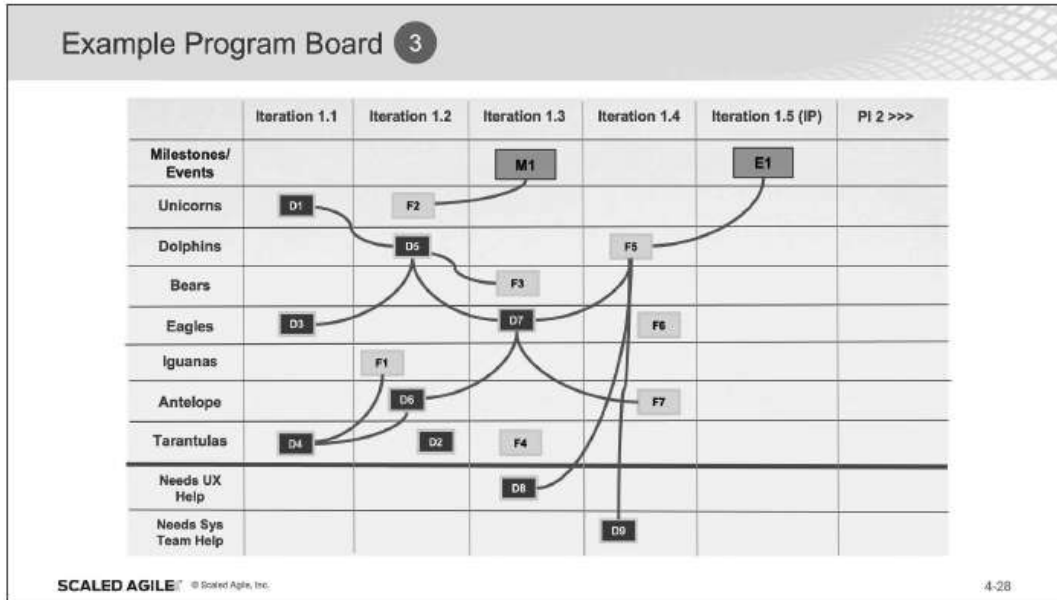 Example Program Board 3
Iteration 1.1 Iteration 1.2 Iteration 1.3 Iteration 1.4 Iteration 1.5 (IP) PI 2 >>>
Milestones/
Events
M1 E1
Unicorns D1 F2
Dolphins D5 F5
Bears F3
Eagles D3 D7 F6
Iguanas F1
Antelope D6 F7
Tarantulas D4 D2 F4
Needs UX
Help
D8
Needs Sys
Team Help
D9
SCALED AGILE © Scaled Agile, Inc. 4-28